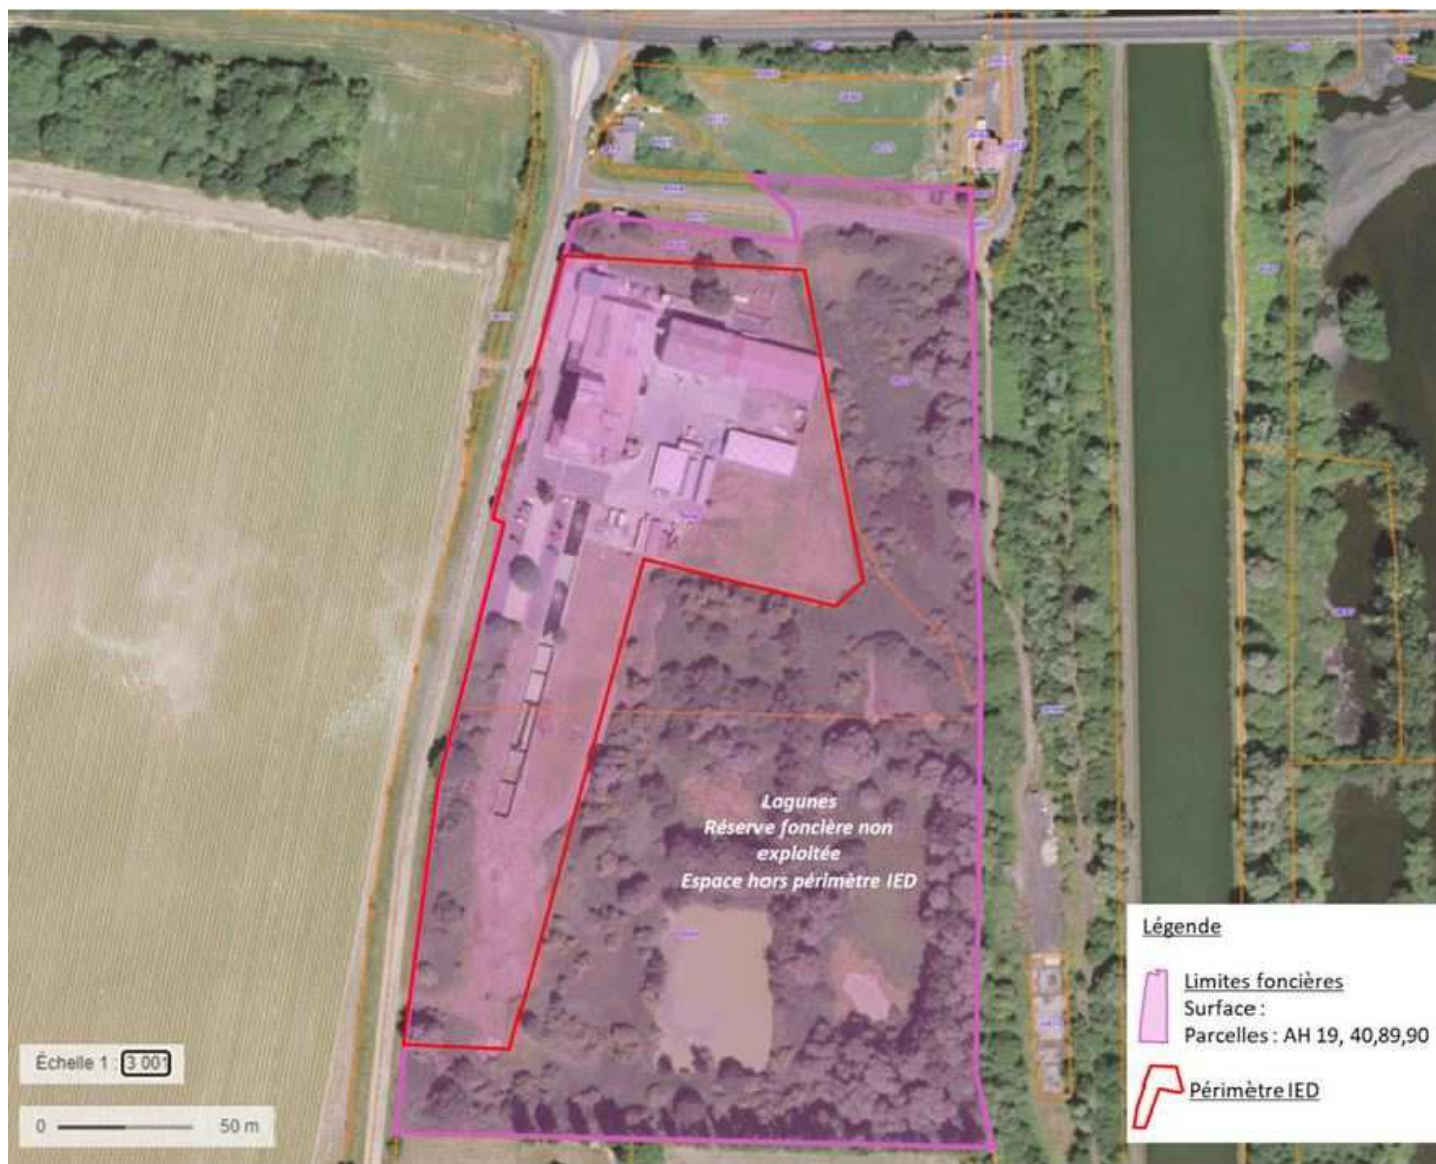 Lagunes
Réserve foncière non
exploitée
Espace hors périmètre IED
Légende
Limites foncières
Surface :
Parcelles : AH 19, 40,89,90
Périmètre IED
Échelle 1 : 3 001
0 50 m